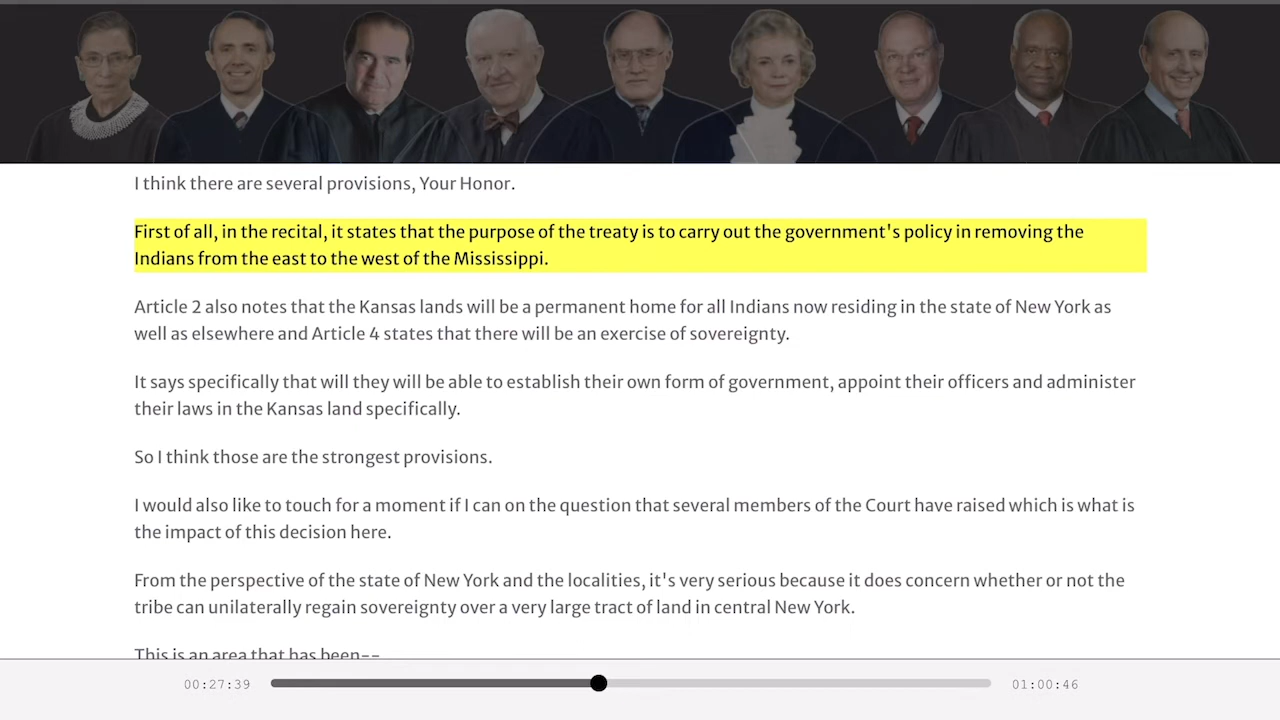 I think there are several provisions, Your Honor.
First of all, in the recital, it states that the purpose of the treaty is to carry out the government's policy in removing the
Indians from the east to the west of the Mississippi.
Article 2 also notes that the Kansas lands will be a permanent home for all Indians now residing in the state of New York as
well as elsewhere and Article 4 states that there will be an exercise of sovereignty.
It says specifically that will they will be able to establish their own form of government, appoint their officers and administer
their laws in the Kansas land specifically.
So I think those are the strongest provisions.
I would also like to touch for a moment if I can on the question that several members of the Court have raised which is what is
the impact of this decision here.
From the perspective of the state of New York and the localities, it's very serious because it does concern whether or not the
tribe can unilaterally regain sovereignty over a very large tract of land in central New York.
This is an area that has been--
00:27:39
01:00:46